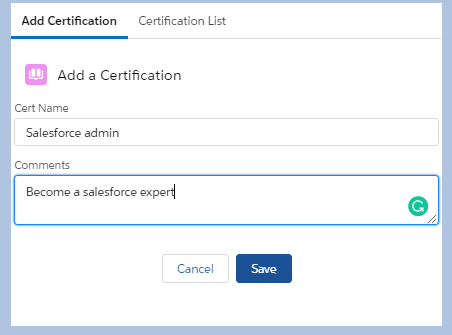 Add Certification Certification List
Add a Certification
Cert Name
Salesforce admin
Comments
Become a salesforce expert
Cancel Save